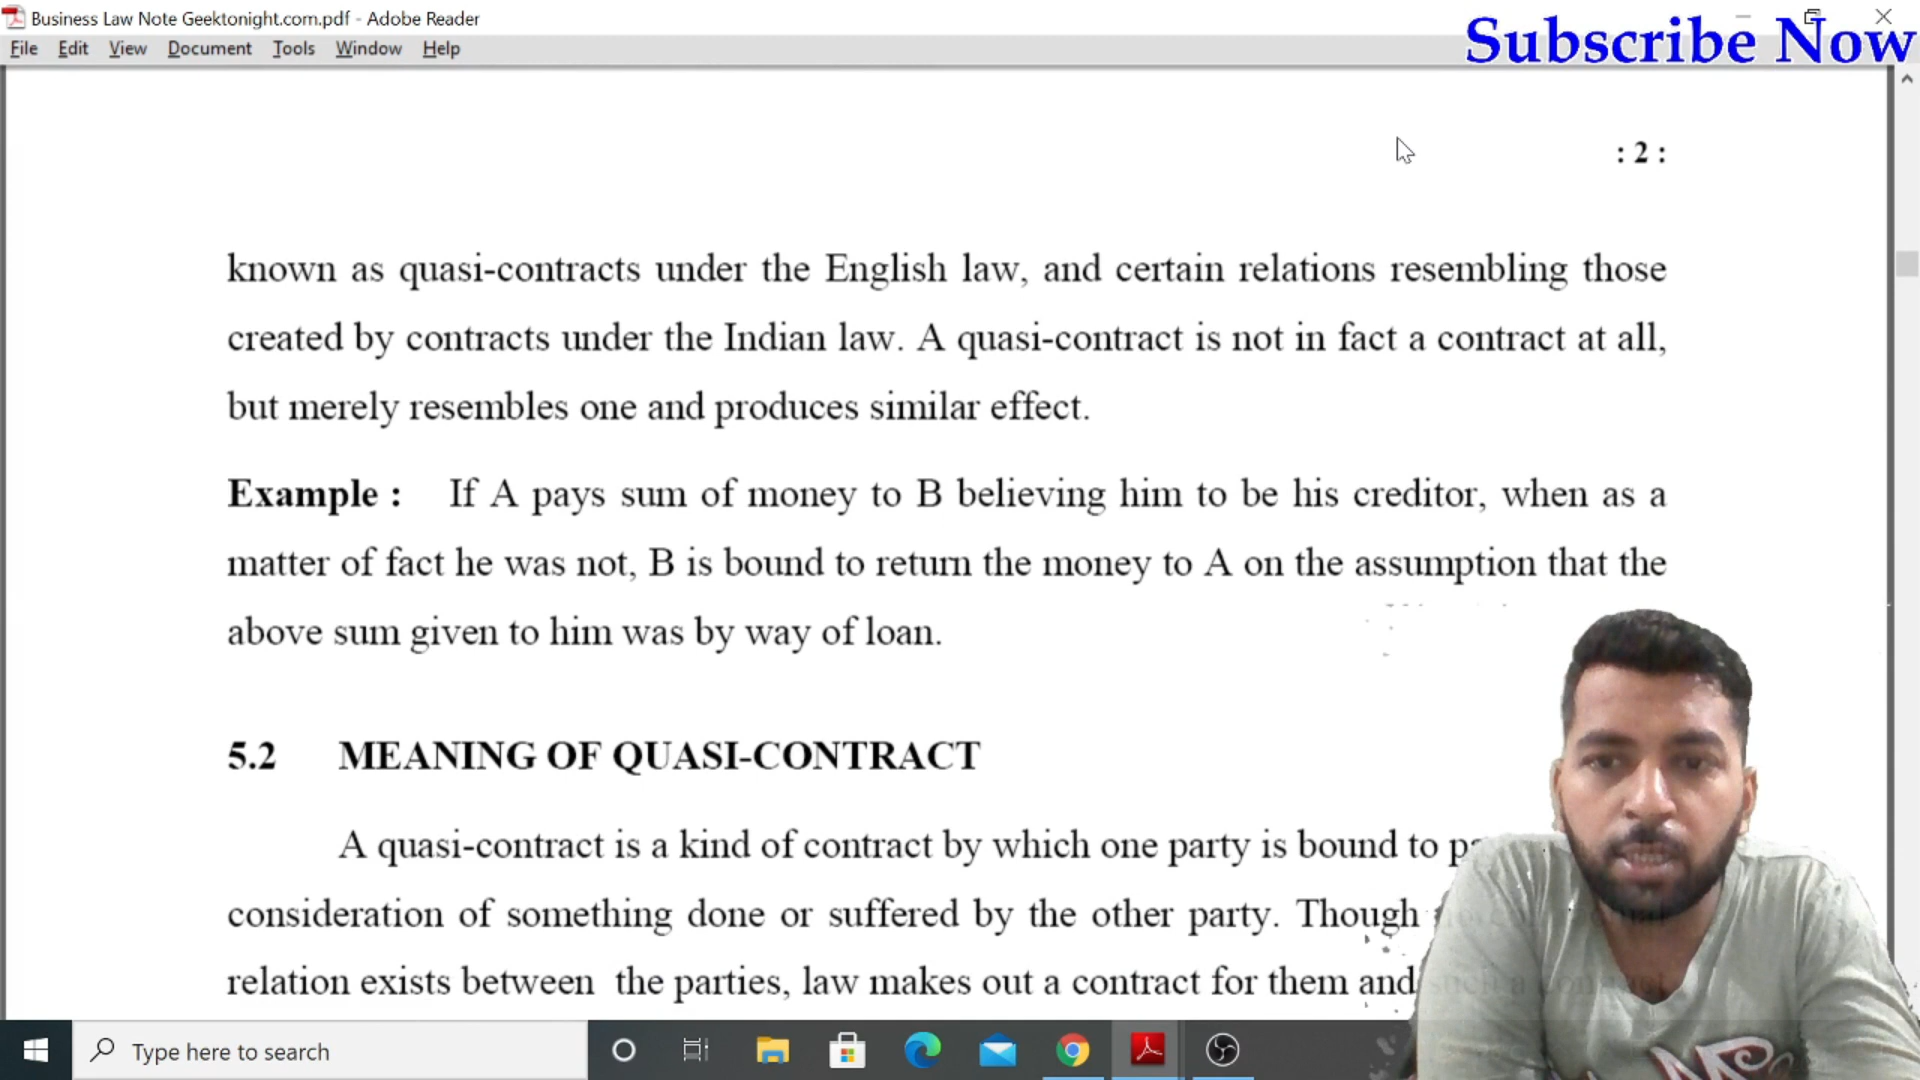 Business Law Note Geektonight.com.pdf - Adobe Reader
Subscribe Now
File Edit View Document Tools Window Help
: 2 :
known as quasi-contracts under the English law, and certain relations resembling those
created by contracts under the Indian law. A quasi-contract is not in fact a contract at all,
but merely resembles one and produces similar effect.
Example : If A pays sum of money to B believing him to be his creditor, when as a
matter of fact he was not, B is bound to return the money to A on the assumption that the
above sum given to him was by way of loan.
5.2 MEANING OF QUASI-CONTRACT
A quasi-contract is a kind of contract by which one party is bound to
consideration of something done or suffered by the other party. Though
relation exists between the parties, law makes out a contract for them and such a
Type here to search